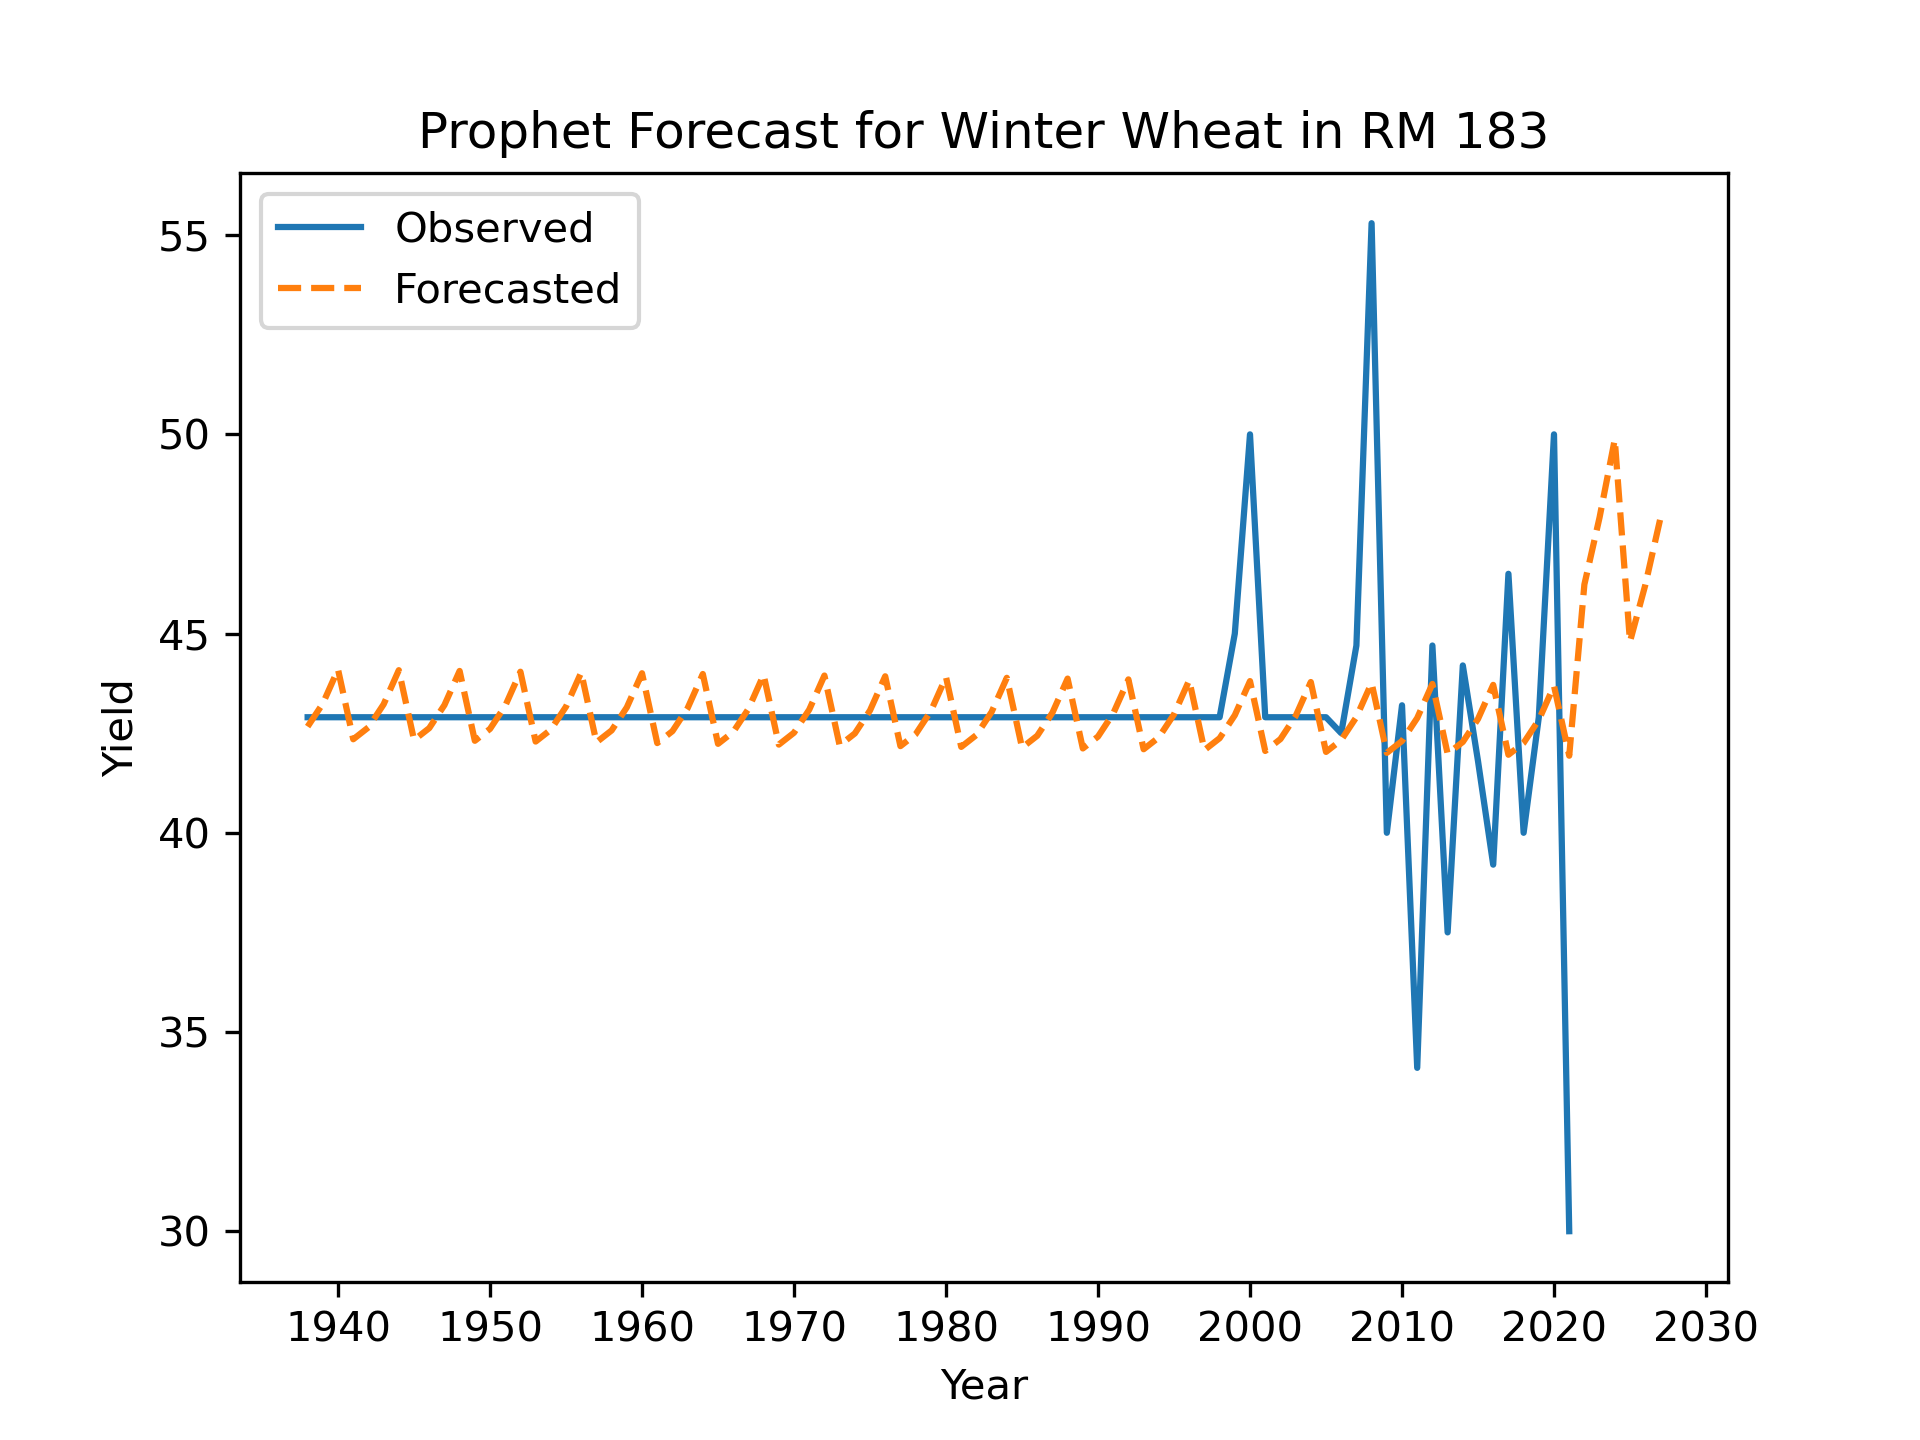 Prophet Forecast for Winter Wheat in RM 183
Observed
Forecasted
55
50
45
40
35
30
Yield
1940 1950 1960 1970 1980 1990 2000 2010 2020 2030
Year